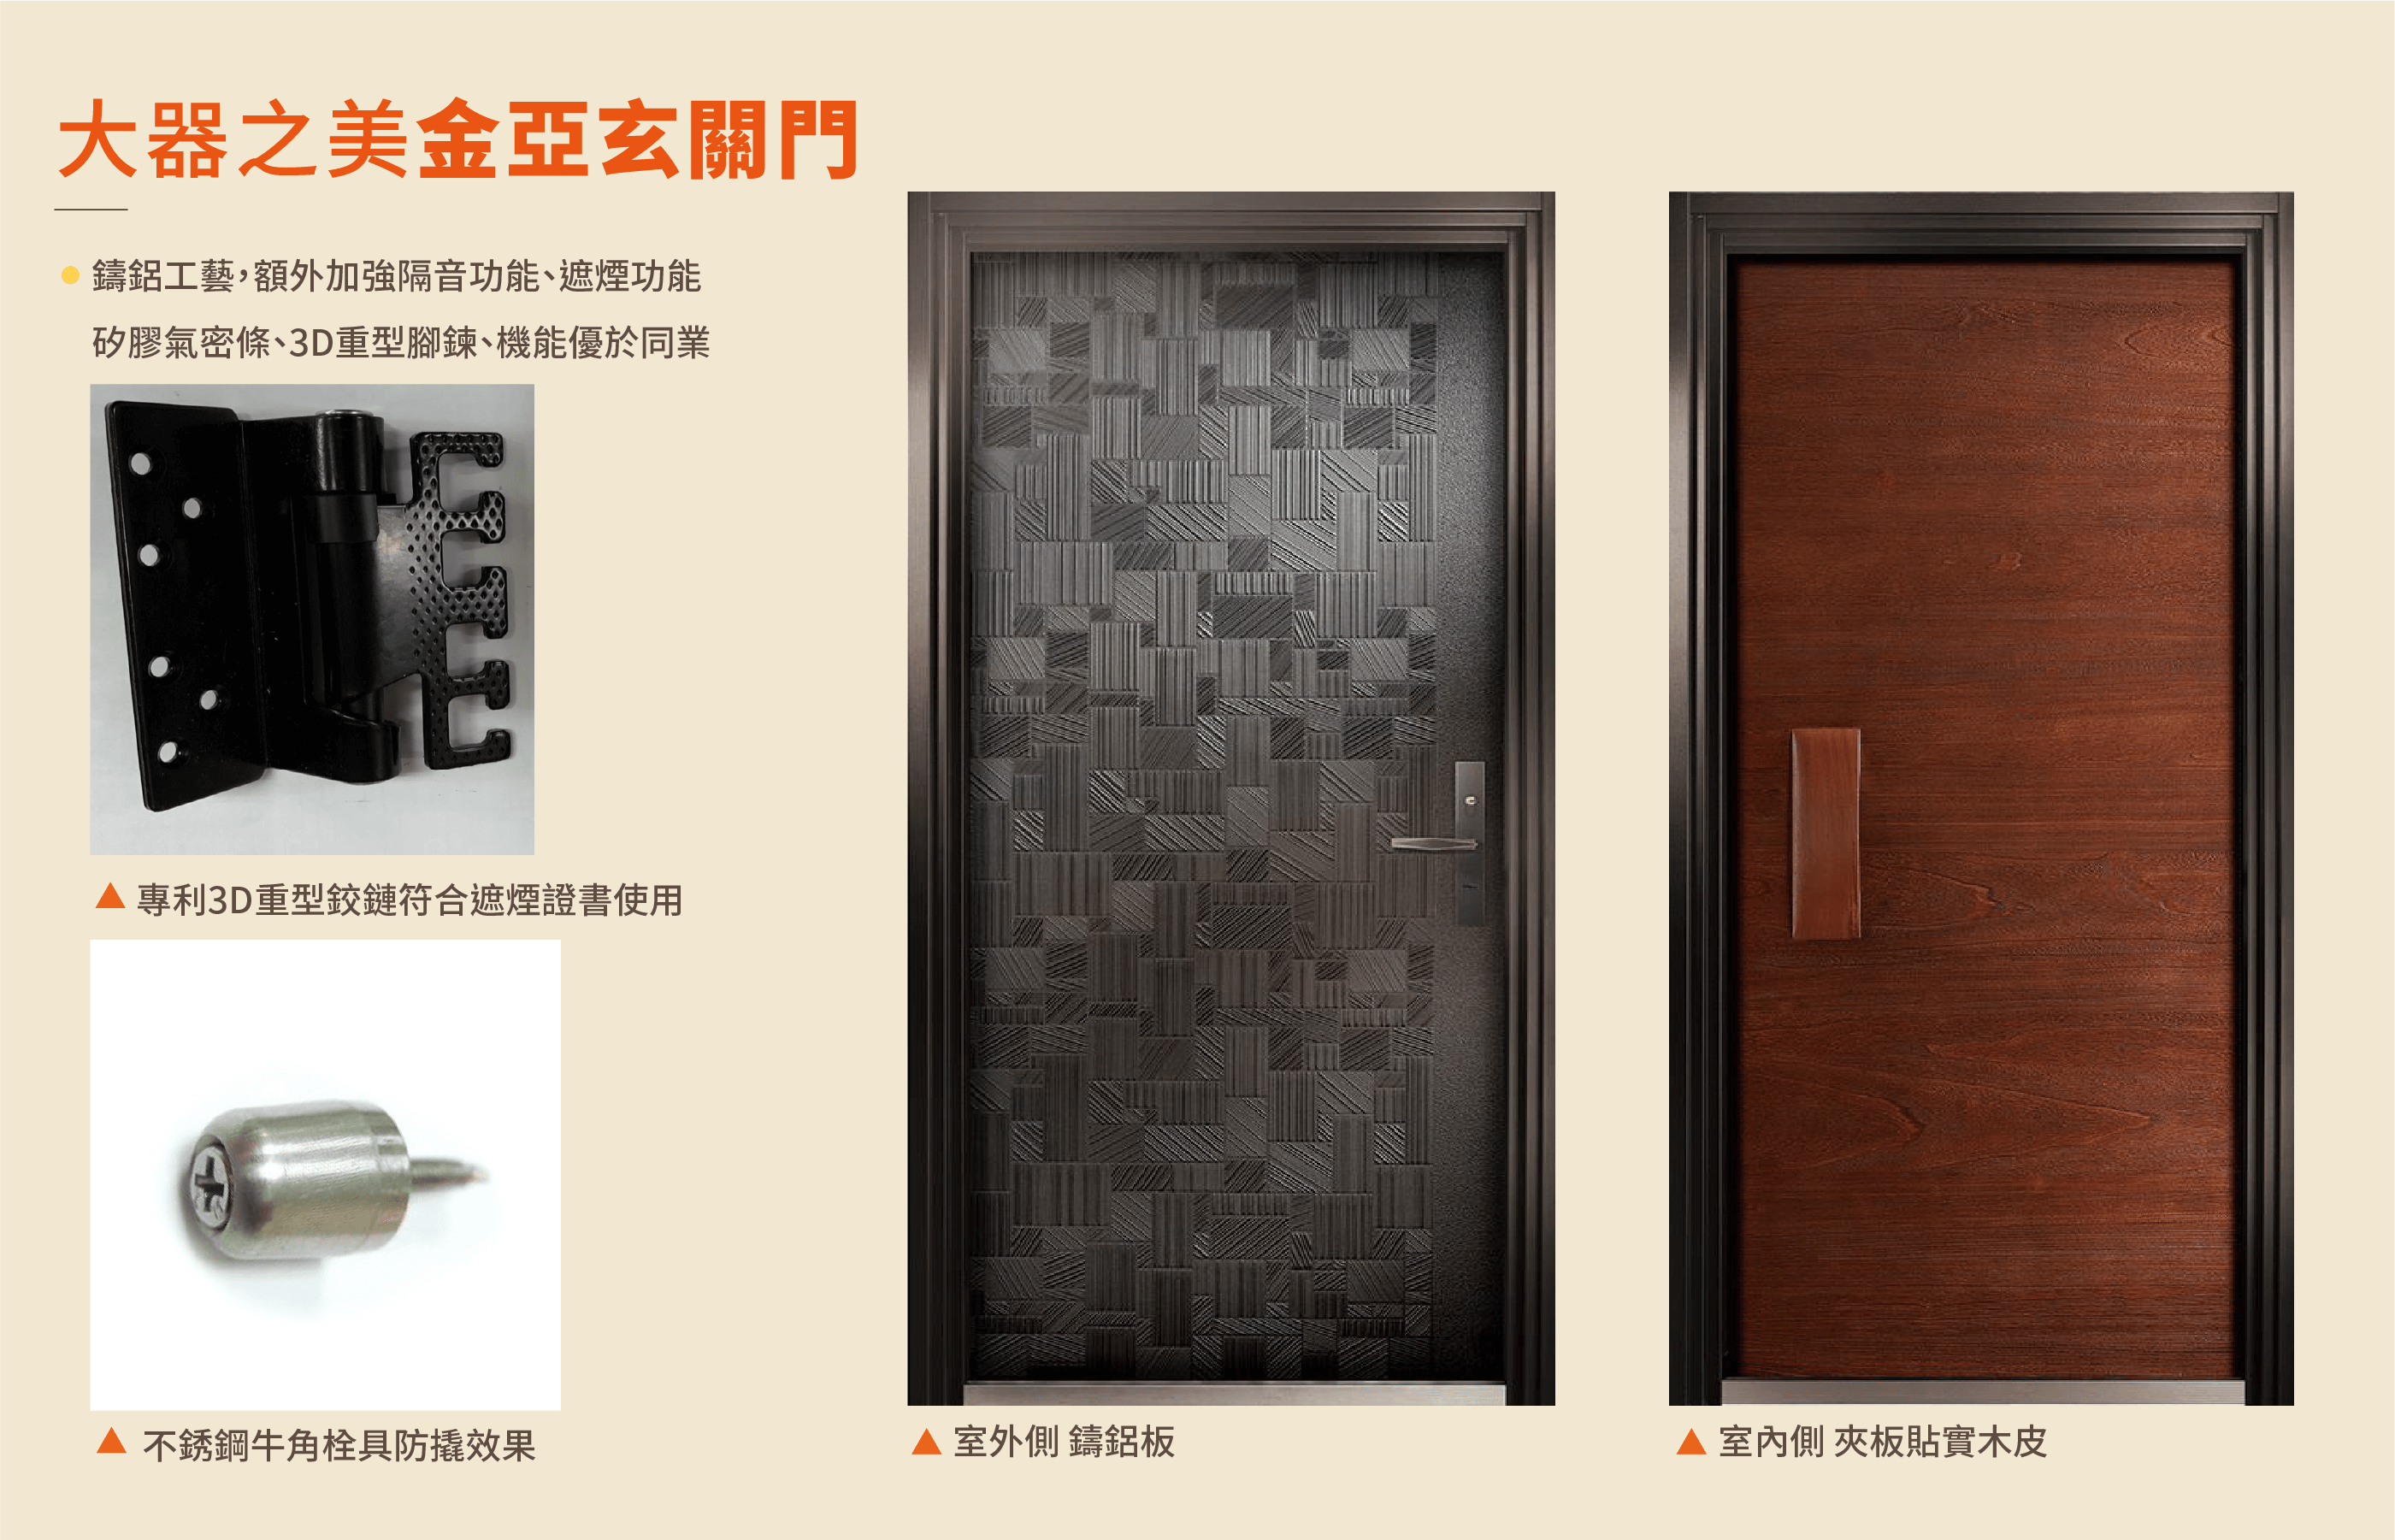 大器之美金亞玄關門
鑄鋁工藝，額外加強隔音功能、遮煙功能
矽膠氣密條、3D重型腳鍊、機能優於同業
專利3D重型鉸鏈符合遮煙證書使用
不銹鋼牛角栓具防撬效果
室外側 鑄鋁板
室內側 夾板貼實木皮